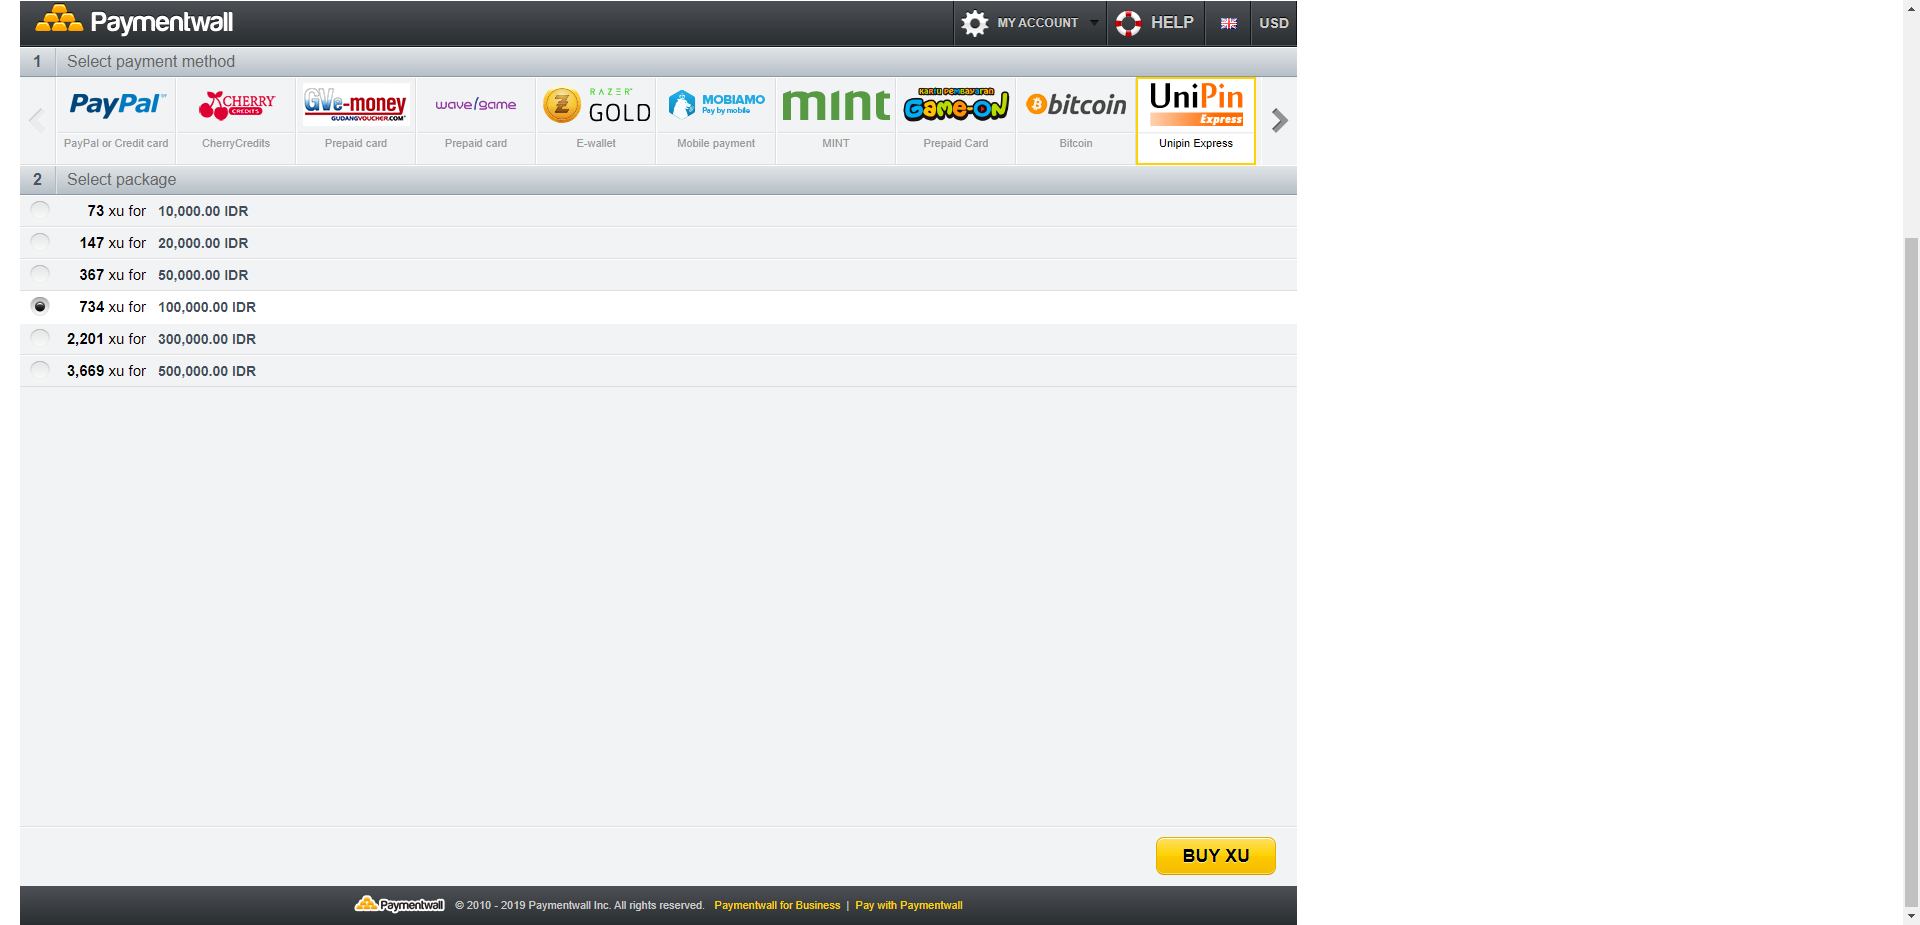 Paymentwall
MY ACCOUNT
HELP
USD
1 Select payment method
PayPal™
CHERRY CREDITS
GVe-money GUDANGVOUCHER.COM
wave/game
Z RAZER GOLD
MOBIAMO Pay by mobile
mint
KARTU PEMBAYARAN GAME-ON
bitcoin
UniPin Express
PayPal or Credit card
CherryCredits
Prepaid card
Prepaid card
E-wallet
Mobile payment
MINT
Prepaid Card
Bitcoin
Unipin Express
2 Select package
73 xu for 10,000.00 IDR
147 xu for 20,000.00 IDR
367 xu for 50,000.00 IDR
734 xu for 100,000.00 IDR
2,201 xu for 300,000.00 IDR
3,669 xu for 500,000.00 IDR
BUY XU
Paymentwall © 2010 - 2019 Paymentwall Inc. All rights reserved. Paymentwall for Business | Pay with Paymentwall